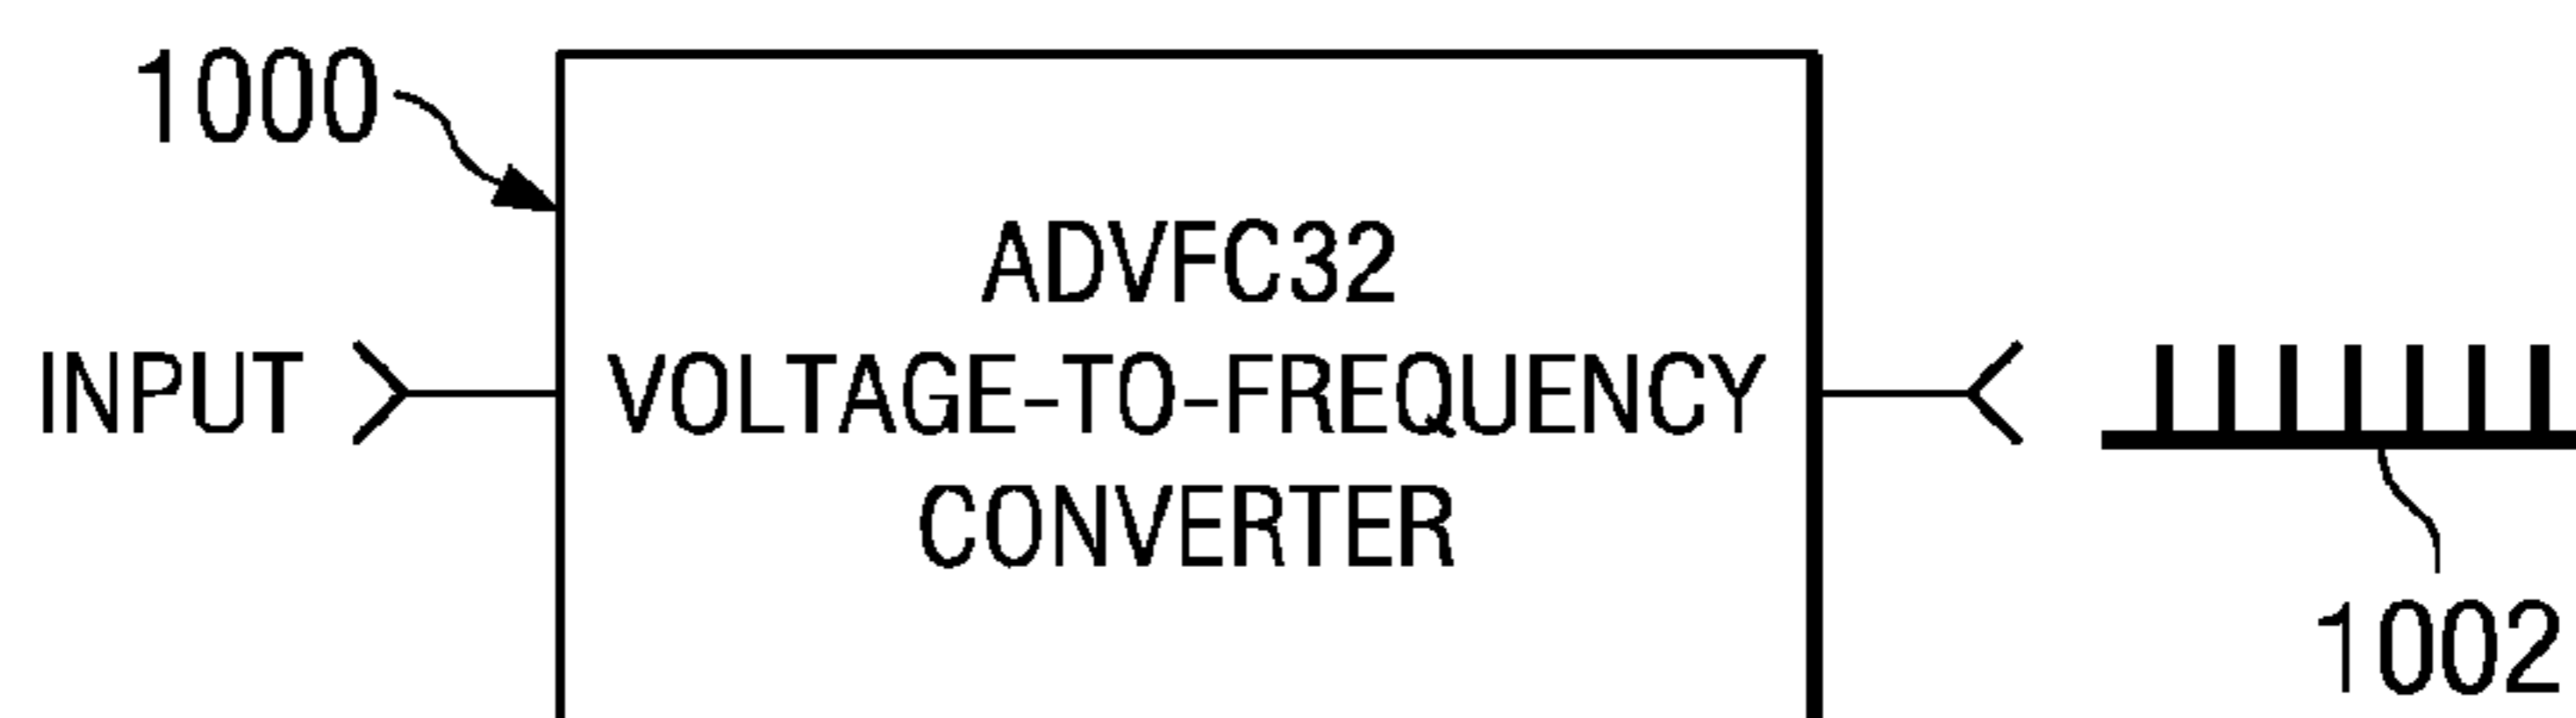 1000
ADVFC32
INPUT
VOLTAGE-TO-FREQUENCY
CONVERTER
1002